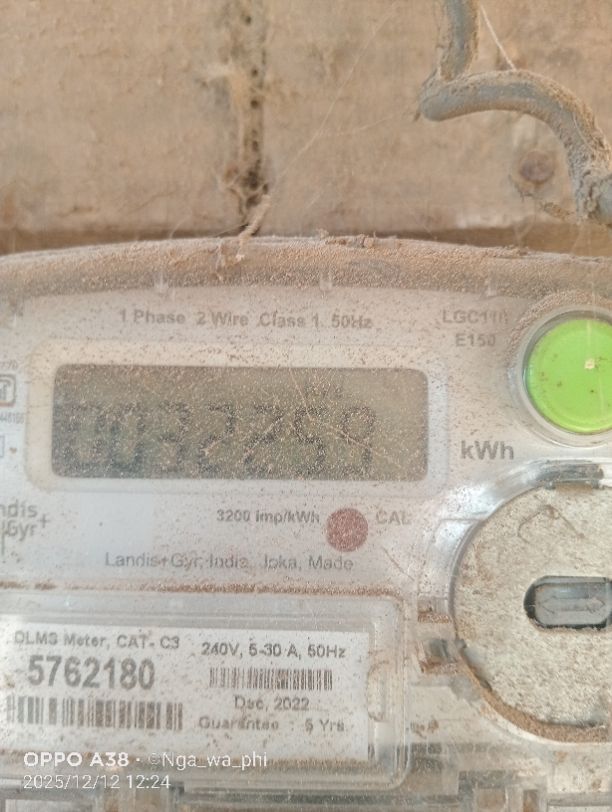 1 Phase 2 Wire Class 1 50Hz
LGC110
E150
kWh
3200 imp/kWh
CAL
Landis+Gyr, India, Joka, Made
DLMS Meter, CAT- C3
240V, 5-30 A, 50Hz
5762180
Dec, 2022
Guarantee : 5 Yrs.
OPPO A38 · ©Nga_wa_phi
2025/12/12 12:24